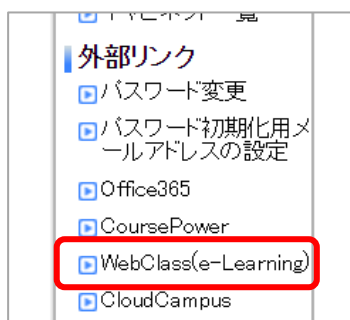 外部リンク
パスワード変更
パスワード初期化用メ
ールアドレスの設定
Office365
CoursePower
WebClass(e-Learning)
CloudCampus